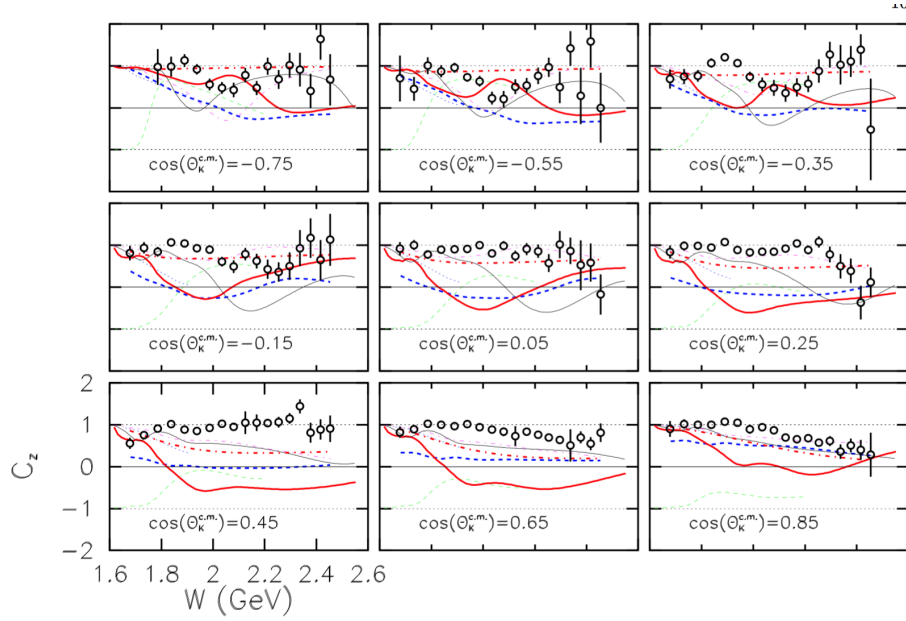 cos(Θ_K^{c.m.})=−0.75
cos(Θ_K^{c.m.})=−0.55
cos(Θ_K^{c.m.})=−0.35
cos(Θ_K^{c.m.})=−0.15
cos(Θ_K^{c.m.})=0.05
cos(Θ_K^{c.m.})=0.25
2
1
0
−1
−2
C_z
cos(Θ_K^{c.m.})=0.45
cos(Θ_K^{c.m.})=0.65
cos(Θ_K^{c.m.})=0.85
1.6 1.8 2 2.2 2.4 2.6
W (GeV)